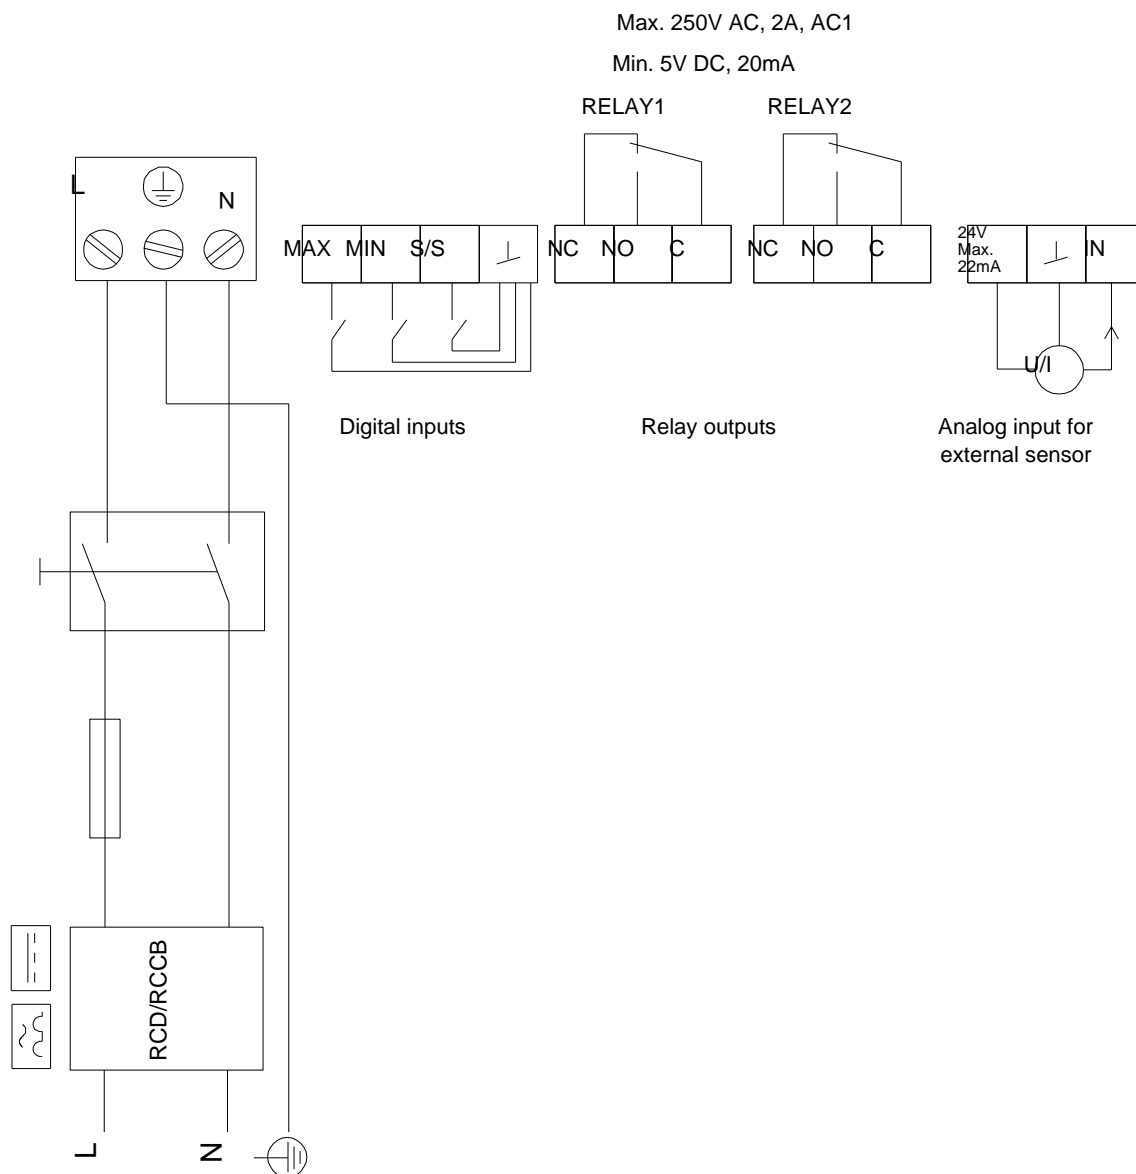 Max. 250V AC, 2A, AC1
Min. 5V DC, 20mA
RELAY1 RELAY2
L
N
MAX MIN S/S NC NO C NC NO C 24V Max. 22mA IN
U/I
Digital inputs Relay outputs Analog input for
external sensor
RCD/RCCB
L N